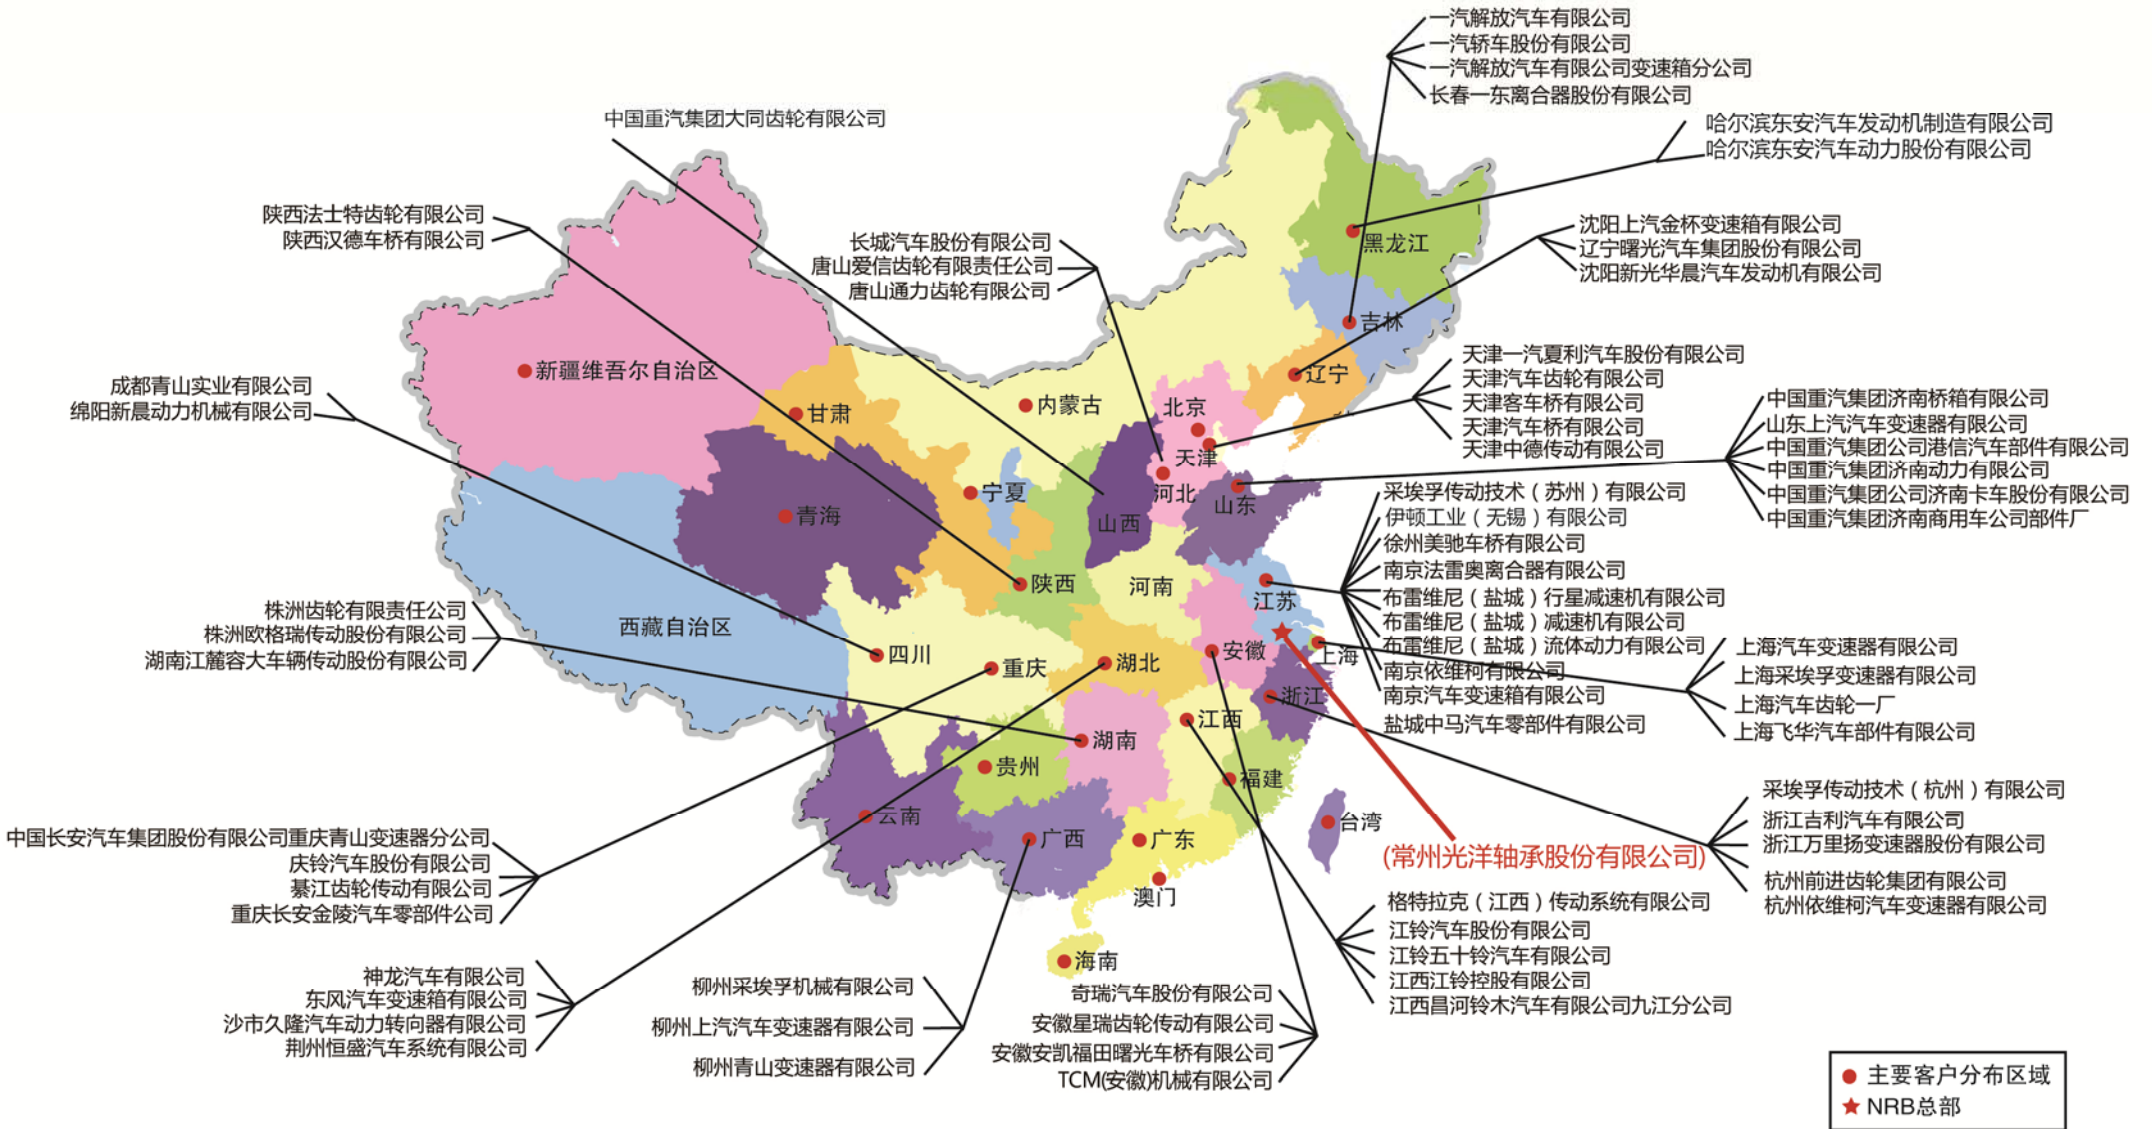 一汽解放汽车有限公司
一汽轿车股份有限公司
一汽解放汽车有限公司变速箱分公司
长春一东离合器股份有限公司
中国重汽集团大同齿轮有限公司
哈尔滨东安汽车发动机制造有限公司
哈尔滨东安汽车动力股份有限公司
陕西法士特齿轮有限公司
陕西汉德车桥有限公司
长城汽车股份有限公司
唐山爱信齿轮有限责任公司
唐山通力齿轮有限公司
沈阳上汽金杯变速箱有限公司
辽宁曙光汽车集团股份有限公司
沈阳新光华晨汽车发动机有限公司
黑龙江
吉林
辽宁
新疆维吾尔自治区
甘肃
内蒙古
北京
天津
河北
山东
宁夏
青海
山西
陕西
河南
江苏
西藏自治区
四川
重庆
湖北
安徽
上海
浙江
江西
湖南
贵州
福建
云南
广西
广东
台湾
澳门
海南
成都青山实业有限公司
绵阳新晨动力机械有限公司
天津一汽夏利汽车股份有限公司
天津汽车齿轮有限公司
天津客车桥有限公司
天津汽车桥有限公司
天津中德传动有限公司
中国重汽集团济南桥箱有限公司
山东上汽汽车变速器有限公司
中国重汽集团公司港信汽车部件有限公司
中国重汽集团济南动力有限公司
中国重汽集团公司济南卡车股份有限公司
中国重汽集团济南商用车公司部件厂
采埃孚传动技术（苏州）有限公司
伊顿工业（无锡）有限公司
徐州美驰车桥有限公司
南京法雷奥离合器有限公司
布雷维尼（盐城）行星减速机有限公司
布雷维尼（盐城）减速机有限公司
布雷维尼（盐城）流体动力有限公司
南京依维柯有限公司
南京汽车变速箱有限公司
盐城中马汽车零部件有限公司
上海汽车变速器有限公司
上海采埃孚变速器有限公司
上海汽车齿轮一厂
上海飞华汽车部件有限公司
株洲齿轮有限责任公司
株洲欧格瑞传动股份有限公司
湖南江麓容大车辆传动股份有限公司
采埃孚传动技术（杭州）有限公司
浙江吉利汽车有限公司
浙江万里扬变速器股份有限公司
杭州前进齿轮集团有限公司
杭州依维柯汽车变速器有限公司
(常州光洋轴承股份有限公司)
中国长安汽车集团股份有限公司重庆青山变速器分公司
庆铃汽车股份有限公司
綦江齿轮传动有限公司
重庆长安金陵汽车零部件公司
格特拉克（江西）传动系统有限公司
江铃汽车股份有限公司
江铃五十铃汽车有限公司
江西江铃控股有限公司
江西昌河铃木汽车有限公司九江分公司
神龙汽车有限公司
东风汽车变速箱有限公司
沙市久隆汽车动力转向器有限公司
荆州恒盛汽车系统有限公司
柳州采埃孚机械有限公司
柳州上汽汽车变速器有限公司
柳州青山变速器有限公司
奇瑞汽车股份有限公司
安徽星瑞齿轮传动有限公司
安徽安凯福田曙光车桥有限公司
TCM(安徽)机械有限公司
主要客户分布区域
NRB总部